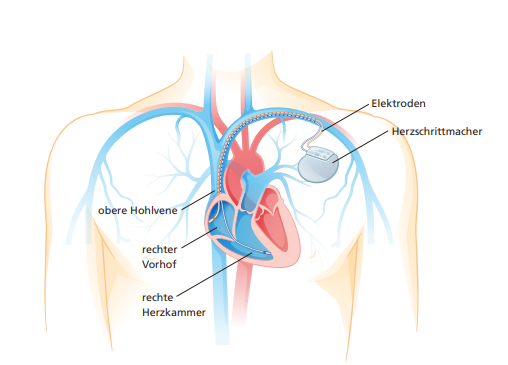 Elektroden
Herzschrittmacher
obere Hohlvene
rechter
Vorhof
rechte
Herzkammer